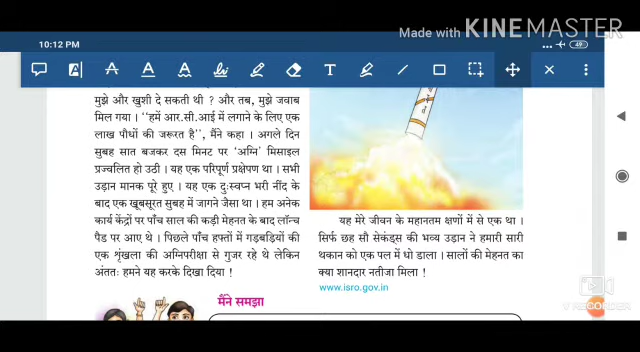 Made with KINEMASTER
10:12 PM
49
मुझे और खुशी दे सकती थी ? और तब, मुझे जवाब
मिल गया । ‘‘हमें आर.सी.आई में लगाने के लिए एक
लाख पौधों की जरूरत है’’, मैंने कहा । अगले दिन
सुबह सात बजकर दस मिनट पर ‘अग्नि’ मिसाइल
प्रज्वलित हो उठी । यह एक परिपूर्ण प्रक्षेपण था । सभी
उड़ान मानक पूरे हुए । यह एक दुःस्वप्न भरी नींद के
बाद एक खूबसूरत सुबह में जागने जैसा था । हम अनेक
कार्य केंद्रों पर पाँच साल की कड़ी मेहनत के बाद लॉन्च
पैड पर आए थे । पिछले पाँच हफ्तों में गड़बड़ियों की
एक शृंखला की अग्निपरीक्षा से गुजर रहे थे लेकिन
अंततः हमने यह करके दिखा दिया !
यह मेरे जीवन के महानतम क्षणों में से एक था ।
सिर्फ छह सौ सेकंड्स की भव्य उड़ान ने हमारी सारी
थकान को एक पल में धो डाला । सालों की मेहनत का
क्या शानदार नतीजा मिला !
www.isro.gov.in
मैंने समझा